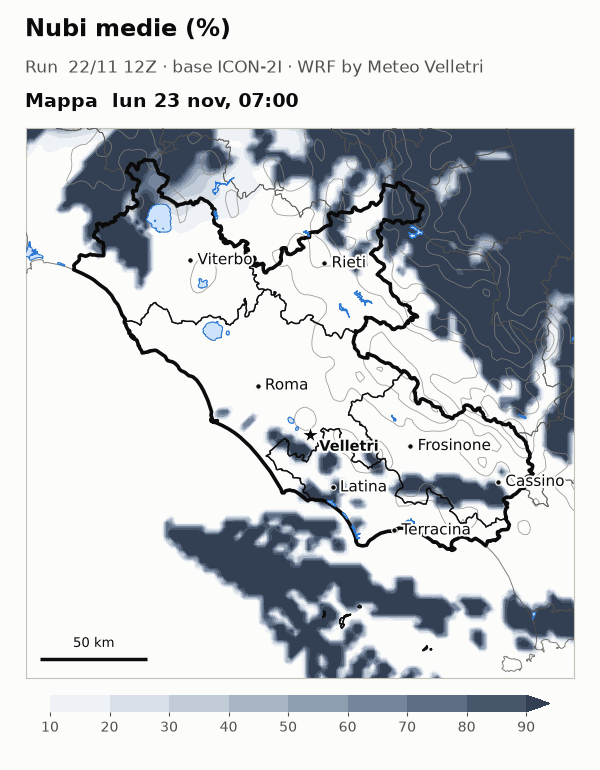 Nubi medie (%)
Run  22/11 12Z · base ICON-2I · WRF by Meteo Velletri
Mappa  lun 23 nov, 07:00
Viterbo
Rieti
Roma
Velletri
Frosinone
Cassino
Latina
Terracina
50 km
10 20 30 40 50 60 70 80 90